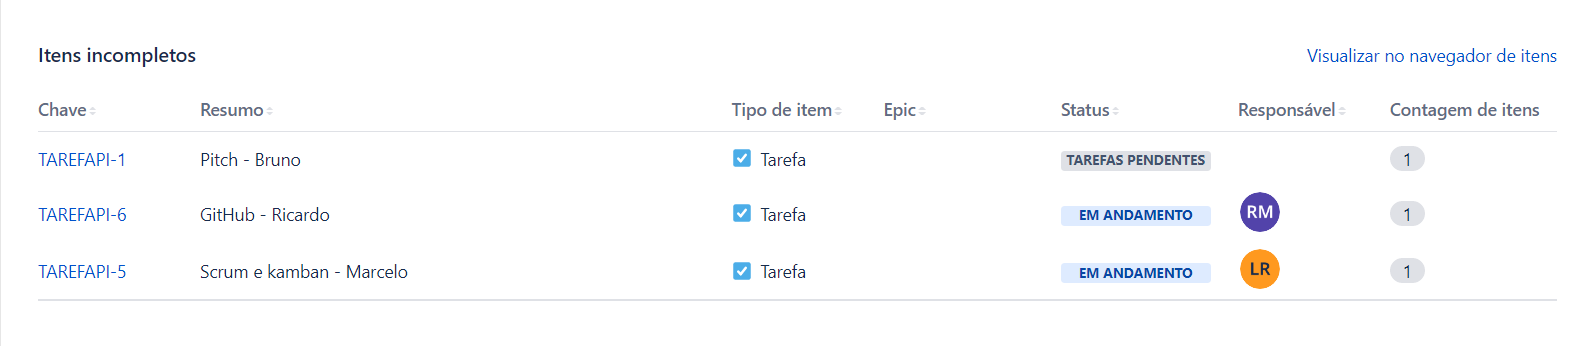 Itens incompletos Visualizar no navegador de itens
Chave Resumo Tipo de item Epic Status Responsável Contagem de itens
TAREFAPI-1 Pitch - Bruno Tarefa TAREFAS PENDENTES 1
TAREFAPI-6 GitHub - Ricardo Tarefa EM ANDAMENTO RM 1
TAREFAPI-5 Scrum e kamban - Marcelo Tarefa EM ANDAMENTO LR 1